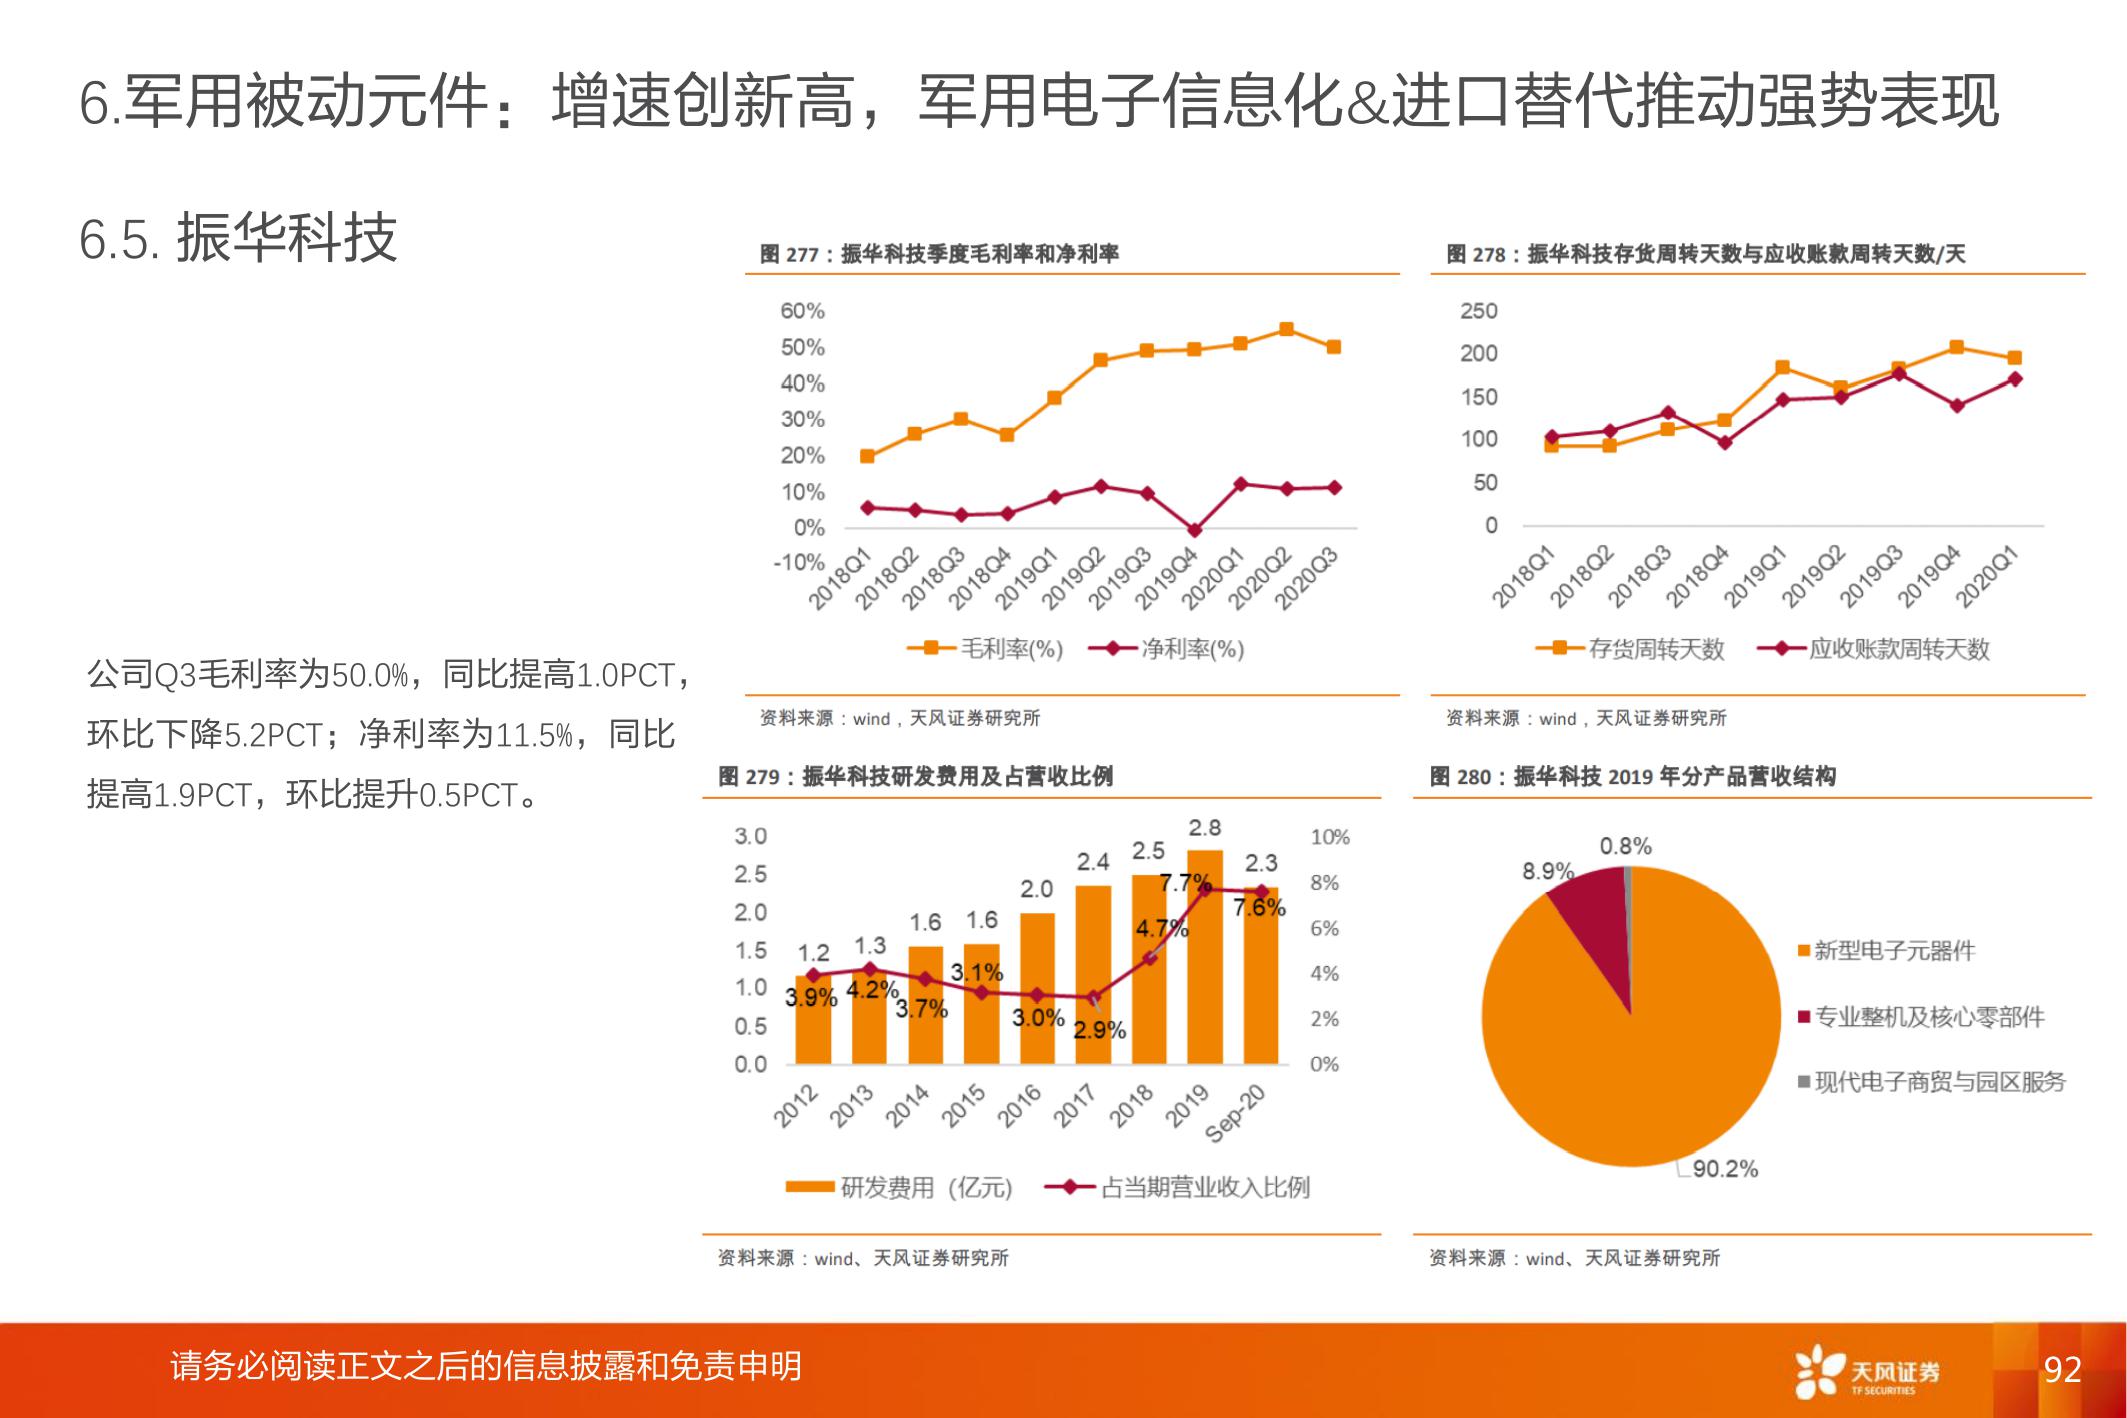 6.军用被动元件：增速创新高，军用电子信息化&进口替代推动强势表现
6.5. 振华科技
公司Q3毛利率为50.0%，同比提高1.0PCT，
环比下降5.2PCT；净利率为11.5%，同比
提高1.9PCT，环比提升0.5PCT。
图 277：振华科技季度毛利率和净利率
60%
50%
40%
30%
20%
10%
0%
-10%
2018Q1
2018Q2
2018Q3
2018Q4
2019Q1
2019Q2
2019Q3
2019Q4
2020Q1
2020Q2
2020Q3
毛利率(%) 净利率(%)
资料来源：wind，天风证券研究所
图 278：振华科技存货周转天数与应收账款周转天数/天
250
200
150
100
50
0
2018Q1
2018Q2
2018Q3
2018Q4
2019Q1
2019Q2
2019Q3
2019Q4
2020Q1
存货周转天数 应收账款周转天数
资料来源：wind，天风证券研究所
图 279：振华科技研发费用及占营收比例
3.0
2.5
2.0
1.5
1.0
0.5
0.0
1.2
1.3
1.6
1.6
2.0
2.4
2.5
2.8
2.3
3.9%
4.2%
3.7%
3.1%
3.0%
2.9%
4.7%
7.7%
7.6%
10%
8%
6%
4%
2%
0%
2012
2013
2014
2015
2016
2017
2018
2019
Sep-20
研发费用（亿元） 占当期营业收入比例
资料来源：wind、天风证券研究所
图 280：振华科技 2019 年分产品营收结构
0.8%
8.9%
90.2%
新型电子元器件
专业整机及核心零部件
现代电子商贸与园区服务
资料来源：wind、天风证券研究所
请务必阅读正文之后的信息披露和免责申明
天风证券
TF SECURITIES
92